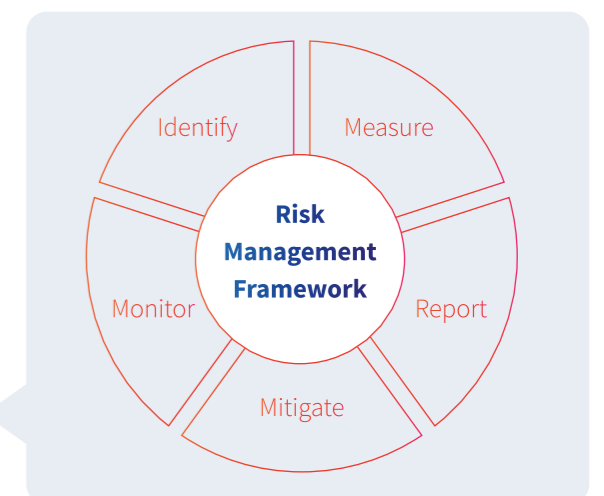 Identify
Measure
Risk
Management
Framework
Monitor
Report
Mitigate